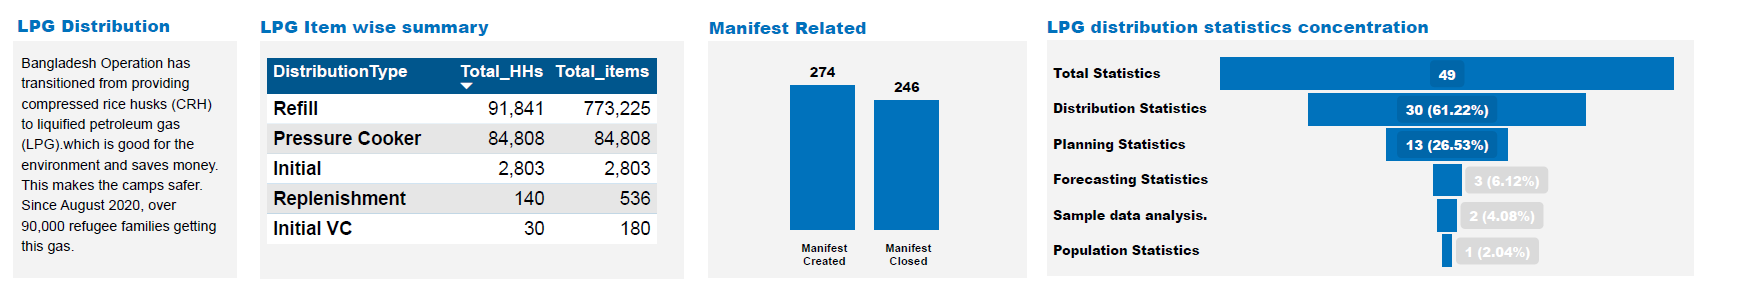 LPG Distribution
Bangladesh Operation has
transitioned from providing
compressed rice husks (CRH)
to liquified petroleum gas
(LPG).which is good for the
environment and saves money.
This makes the camps safer.
Since August 2020, over
90,000 refugee families getting
this gas.
LPG Item wise summary
DistributionType Total_HHs Total_items
Refill 91,841 773,225
Pressure Cooker 84,808 84,808
Initial 2,803 2,803
Replenishment 140 536
Initial VC 30 180
Manifest Related
274
246
Manifest
Created
Manifest
Closed
LPG distribution statistics concentration
Total Statistics 49
Distribution Statistics 30 (61.22%)
Planning Statistics 13 (26.53%)
Forecasting Statistics 3 (6.12%)
Sample data analysis. 2 (4.08%)
Population Statistics 1 (2.04%)